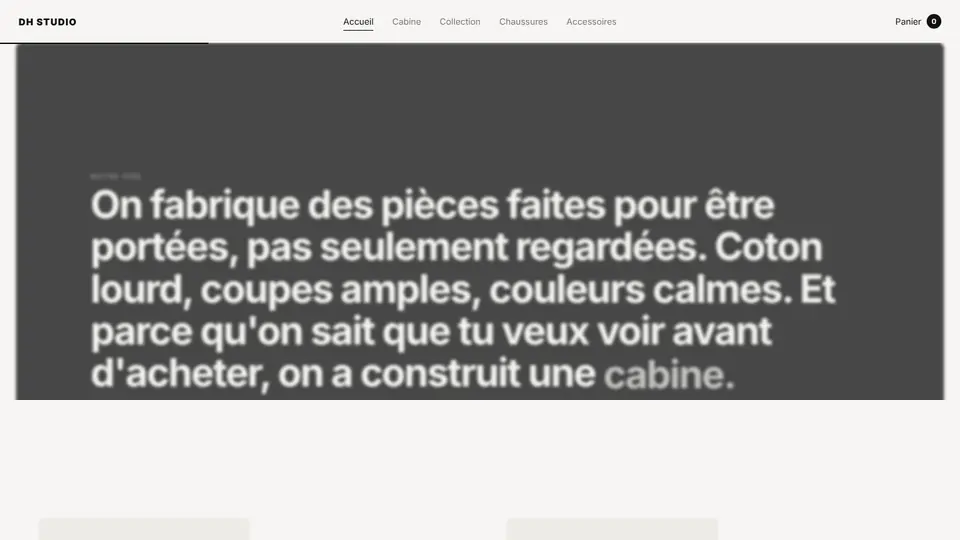 DH STUDIO
Accueil
Cabine
Collection
Chaussures
Accessoires
Panier 0
On fabrique des pièces faites pour être
portées, pas seulement regardées. Coton
lourd, coupes amples, couleurs calmes. Et
parce qu'on sait que tu veux voir avant
d'acheter, on a construit une cabine.